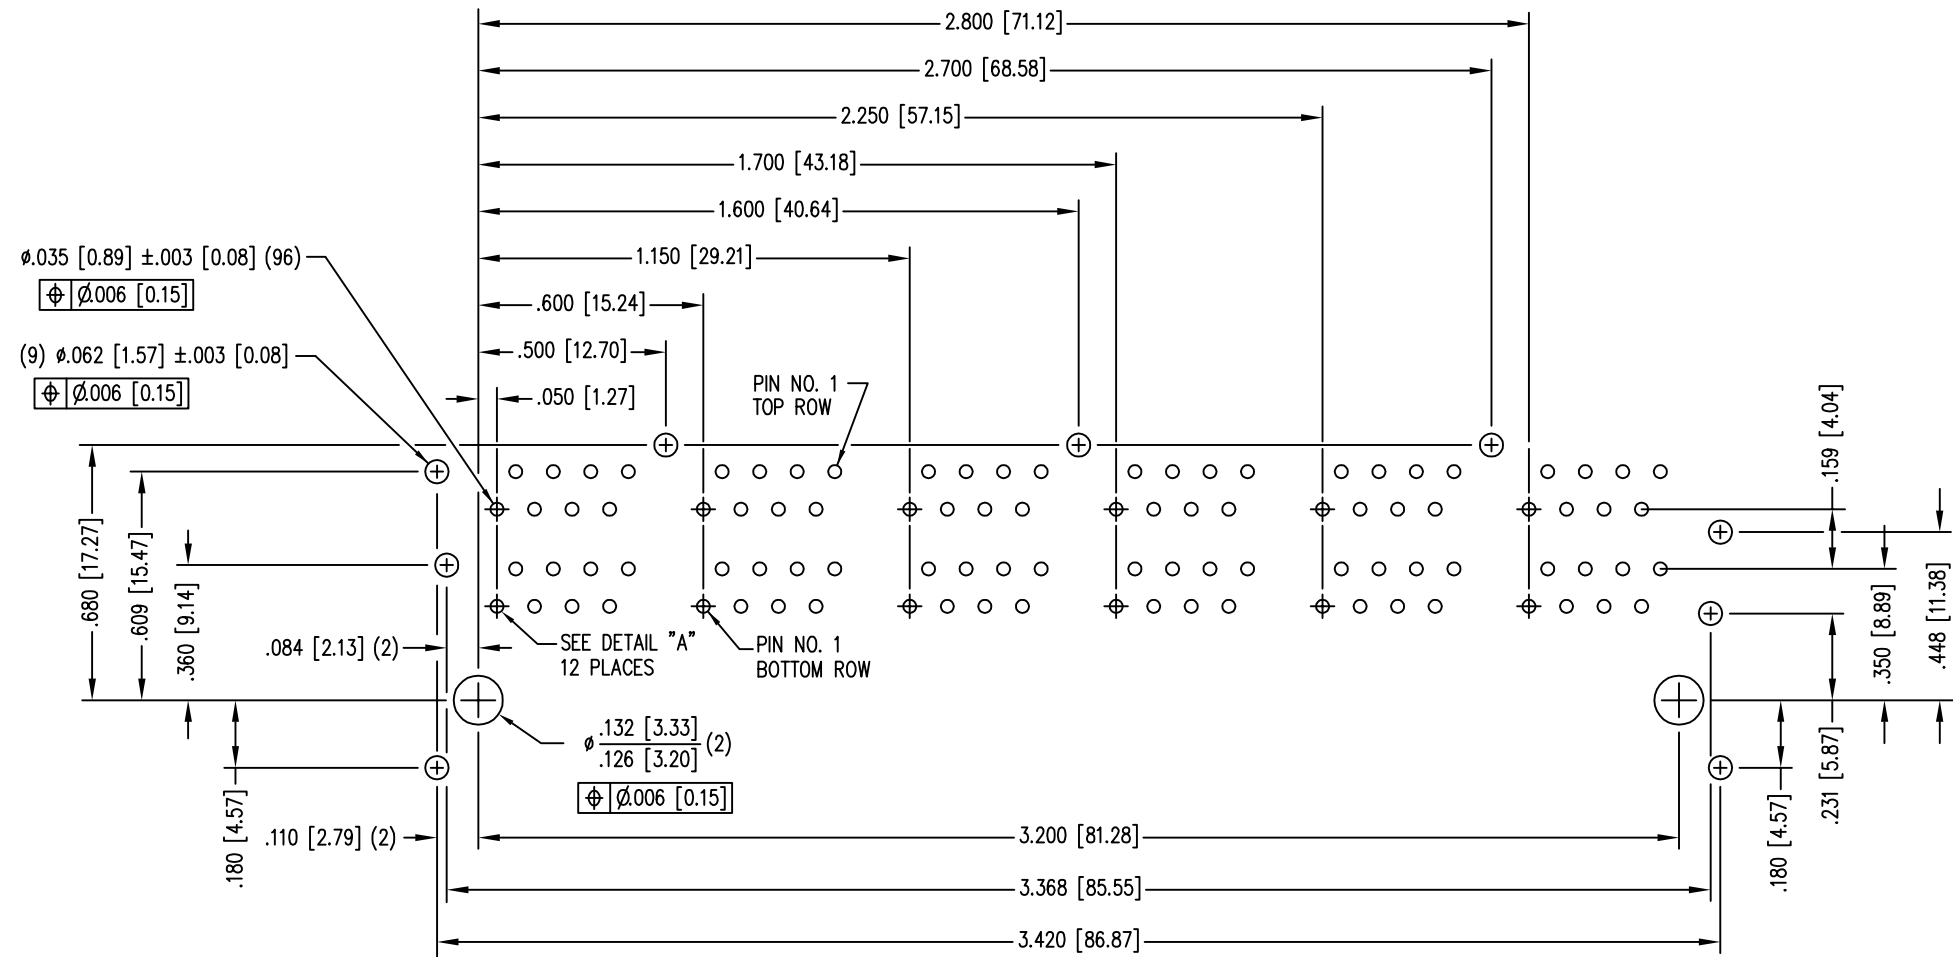 2.800 [71.12]
2.700 [68.58]
2.250 [57.15]
1.700 [43.18]
1.600 [40.64]
1.150 [29.21]
.600 [15.24]
.500 [12.70]
.050 [1.27]
ø.035 [0.89] ±.003 [0.08] (96)
⌖ Ø.006 [0.15]
(9) ø.062 [1.57] ±.003 [0.08]
⌖ Ø.006 [0.15]
PIN NO. 1
TOP ROW
.680 [17.27]
.609 [15.47]
.360 [9.14]
.084 [2.13] (2)
SEE DETAIL "A"
12 PLACES
PIN NO. 1
BOTTOM ROW
.159 [4.04]
.350 [8.89]
.448 [11.38]
.231 [5.87]
.180 [4.57]
ø .132 [3.33]
.126 [3.20] (2)
⌖ Ø.006 [0.15]
.180 [4.57]
.110 [2.79] (2)
3.200 [81.28]
3.368 [85.55]
3.420 [86.87]